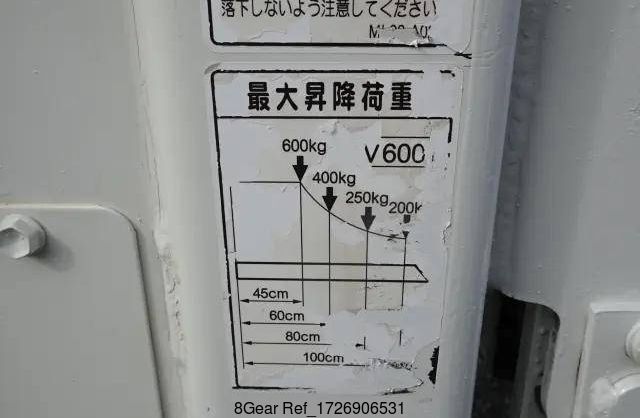 落下しないよう注意してください
最大昇降荷重
V600
600kg
400kg
250kg
45cm
60cm
80cm
100cm
8Gear Ref_1726906531